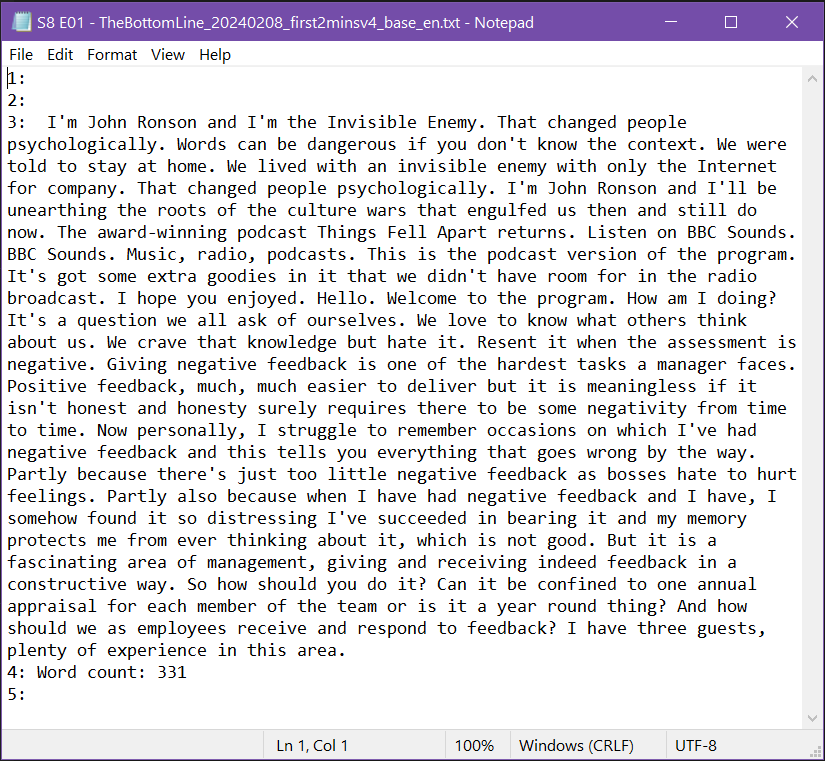 S8 E01 - TheBottomLine_20240208_first2minsv4_base_en.txt - Notepad
File Edit Format View Help
1:
2:
3:  I'm John Ronson and I'm the Invisible Enemy. That changed people
psychologically. Words can be dangerous if you don't know the context. We were
told to stay at home. We lived with an invisible enemy with only the Internet
for company. That changed people psychologically. I'm John Ronson and I'll be
unearthing the roots of the culture wars that engulfed us then and still do
now. The award-winning podcast Things Fell Apart returns. Listen on BBC Sounds.
BBC Sounds. Music, radio, podcasts. This is the podcast version of the program.
It's got some extra goodies in it that we didn't have room for in the radio
broadcast. I hope you enjoyed. Hello. Welcome to the program. How am I doing?
It's a question we all ask of ourselves. We love to know what others think
about us. We crave that knowledge but hate it. Resent it when the assessment is
negative. Giving negative feedback is one of the hardest tasks a manager faces.
Positive feedback, much, much easier to deliver but it is meaningless if it
isn't honest and honesty surely requires there to be some negativity from time
to time. Now personally, I struggle to remember occasions on which I've had
negative feedback and this tells you everything that goes wrong by the way.
Partly because there's just too little negative feedback as bosses hate to hurt
feelings. Partly also because when I have had negative feedback and I have, I
somehow found it so distressing I've succeeded in bearing it and my memory
protects me from ever thinking about it, which is not good. But it is a
fascinating area of management, giving and receiving indeed feedback in a
constructive way. So how should you do it? Can it be confined to one annual
appraisal for each member of the team or is it a year round thing? And how
should we as employees receive and respond to feedback? I have three guests,
plenty of experience in this area.
4: Word count: 331
5:
Ln 1, Col 1 100% Windows (CRLF) UTF-8